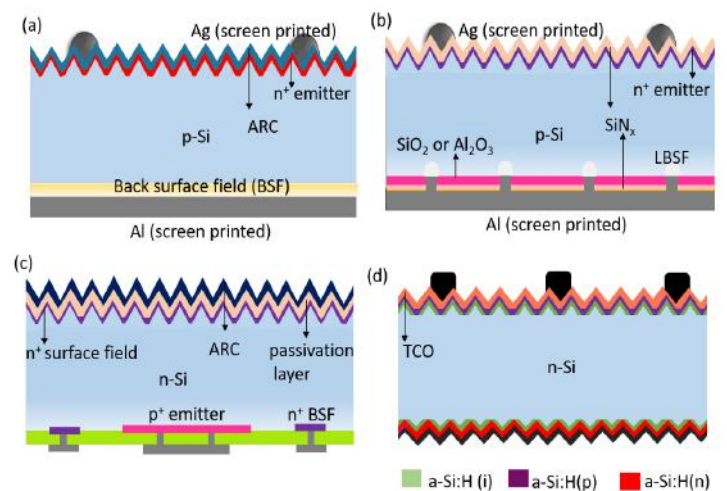 (a)
Ag (screen printed)
n⁺ emitter
ARC
p-Si
Back surface field (BSF)
Al (screen printed)
(b)
Ag (screen printed)
n⁺ emitter
p-Si
SiNₓ
SiO₂ or Al₂O₃
LBSF
Al (screen printed)
(c)
n⁺ surface field
ARC
passivation
layer
n-Si
p⁺ emitter
n⁺ BSF
(d)
TCO
n-Si
a-Si:H (i)
a-Si:H(p)
a-Si:H(n)